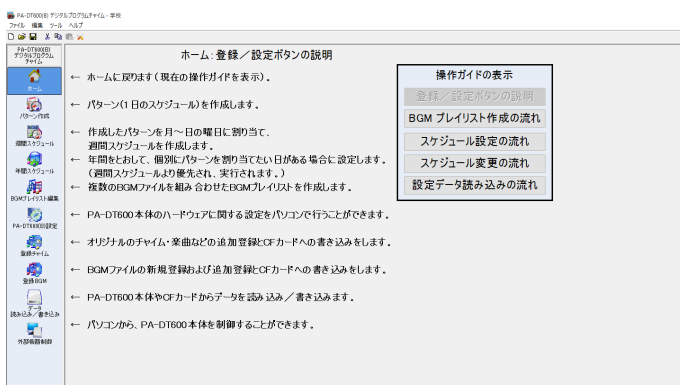 PA-DT600(B) デジタルプログラムチャイム - 学校
ファイル 編集 ツール ヘルプ
PA-DT600(B)
デジタルプログラム
チャイム
ホーム: 登録／設定ボタンの説明
ホーム
← ホームに戻ります(現在の操作ガイドを表示)。
パターン作成
← パターン(1日のスケジュール)を作成します。
週間スケジュール
← 作成したパターンを月～日の曜日に割り当て、
週間スケジュールを作成します。
年間スケジュール
← 年間をとおして、個別にパターンを割り当てたい日がある場合に設定します。
(週間スケジュールより優先され、実行されます。)
BGMプレイリスト編集
← 複数のBGMファイルを組み合わせたBGMプレイリストを作成します。
PA-DT600(B)設定
← PA-DT600本体のハードウェアに関する設定をパソコンで行うことができます。
登録チャイム
← オリジナルのチャイム・楽曲などの追加登録とCFカードへの書き込みをします。
登録BGM
← BGMファイルの新規登録および追加登録とCFカードへの書き込みをします。
データ
読み込み／書き込み
← PA-DT600本体やCFカードからデータを読み込み／書き込みます。
外部機器制御
← パソコンから、PA-DT600本体を制御することができます。
操作ガイドの表示
登録／設定ボタンの説明
BGM プレイリスト作成の流れ
スケジュール設定の流れ
スケジュール変更の流れ
設定データ読み込みの流れ